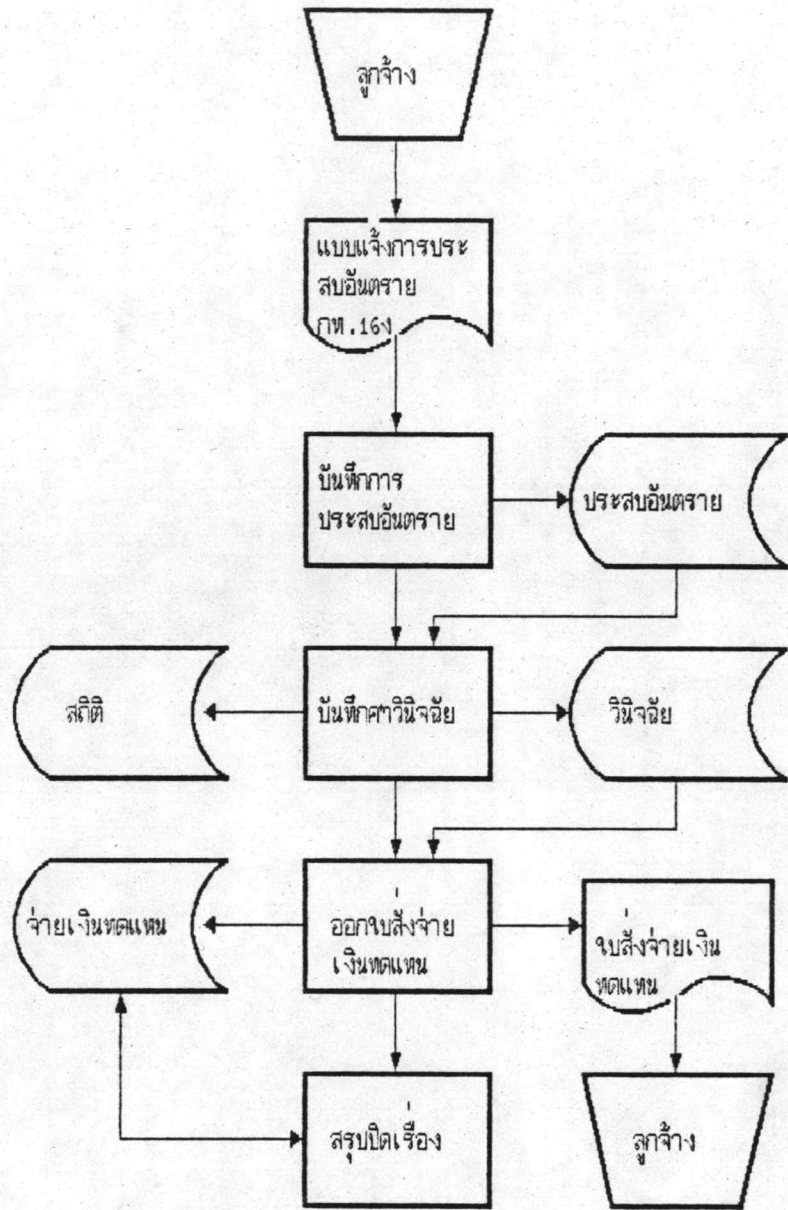 ลูกจ้าง
แบบแจ้งการประ
สบอันตราย
กท.16ง
บันทึกการ
ประสบอันตราย
ประสบอันตราย
สถิติ
บันทึกคำวินิจฉัย
วินิจฉัย
จ่ายเงินทดแทน
ออกใบสั่งจ่าย
เงินทดแทน
ใบสั่งจ่ายเงิน
ทดแทน
สรุปปิดเรื่อง
ลูกจ้าง